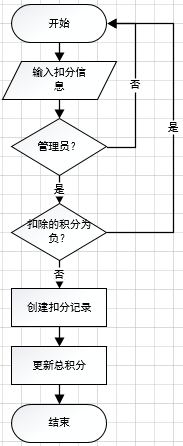 开始
输入扣分信
息
否
管理员？
是
是
扣除的积分为
负？
否
创建扣分记录
更新总积分
结束